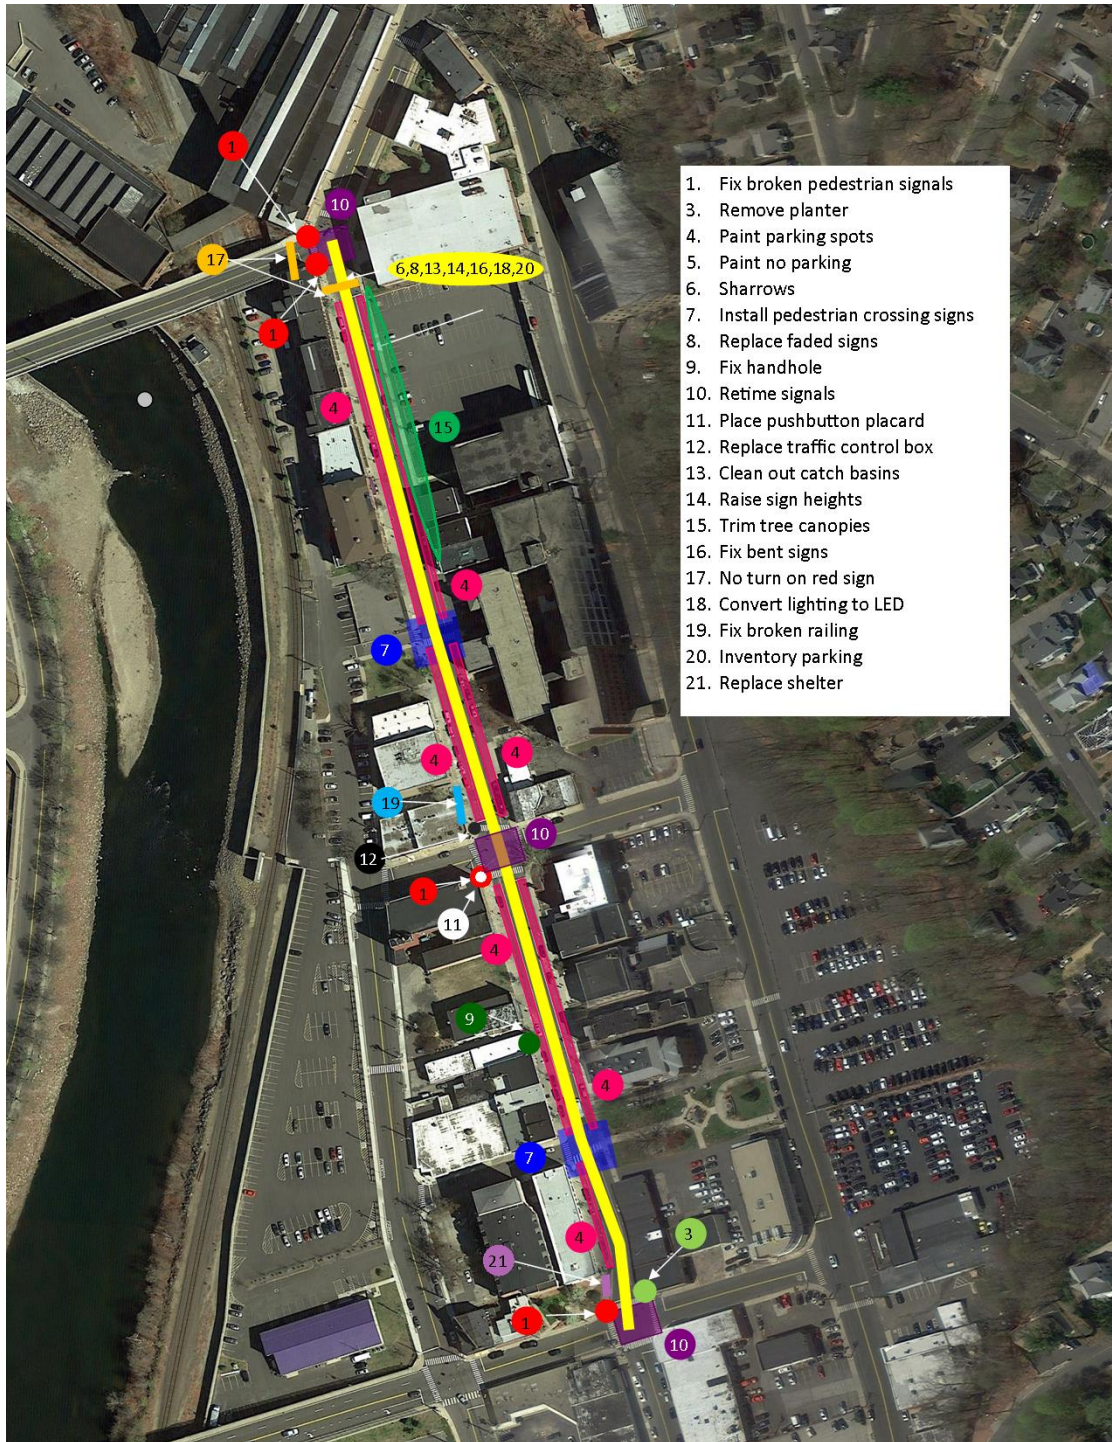 1
10
17
6,8,13,14,16,18,20
1
4
15
4
7
4
4
19
10
12
1
11
4
9
4
7
4
3
21
1
10
1. Fix broken pedestrian signals
3. Remove planter
4. Paint parking spots
5. Paint no parking
6. Sharrows
7. Install pedestrian crossing signs
8. Replace faded signs
9. Fix handhole
10. Retime signals
11. Place pushbutton placard
12. Replace traffic control box
13. Clean out catch basins
14. Raise sign heights
15. Trim tree canopies
16. Fix bent signs
17. No turn on red sign
18. Convert lighting to LED
19. Fix broken railing
20. Inventory parking
21. Replace shelter